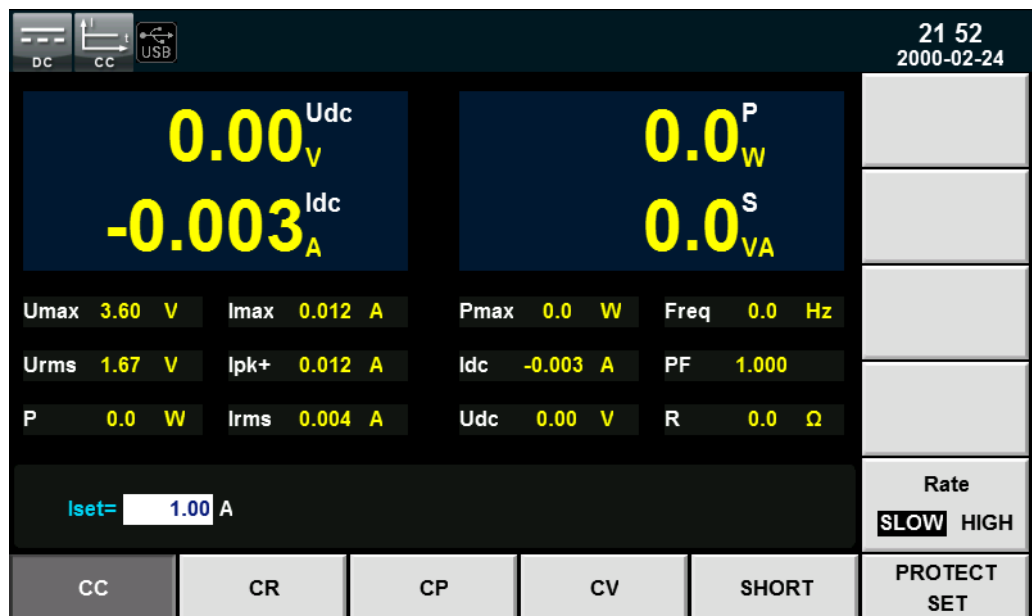 DC
I
t
CC
USB
21 52
2000-02-24
0.00 Udc V
-0.003 Idc A
0.0 P W
0.0 S VA
Umax 3.60 V Imax 0.012 A Pmax 0.0 W Freq 0.0 Hz
Urms 1.67 V Ipk+ 0.012 A Idc -0.003 A PF 1.000
P 0.0 W Irms 0.004 A Udc 0.00 V R 0.0 Ω
Iset= 1.00 A
Rate
SLOW HIGH
CC CR CP CV SHORT
PROTECT
SET